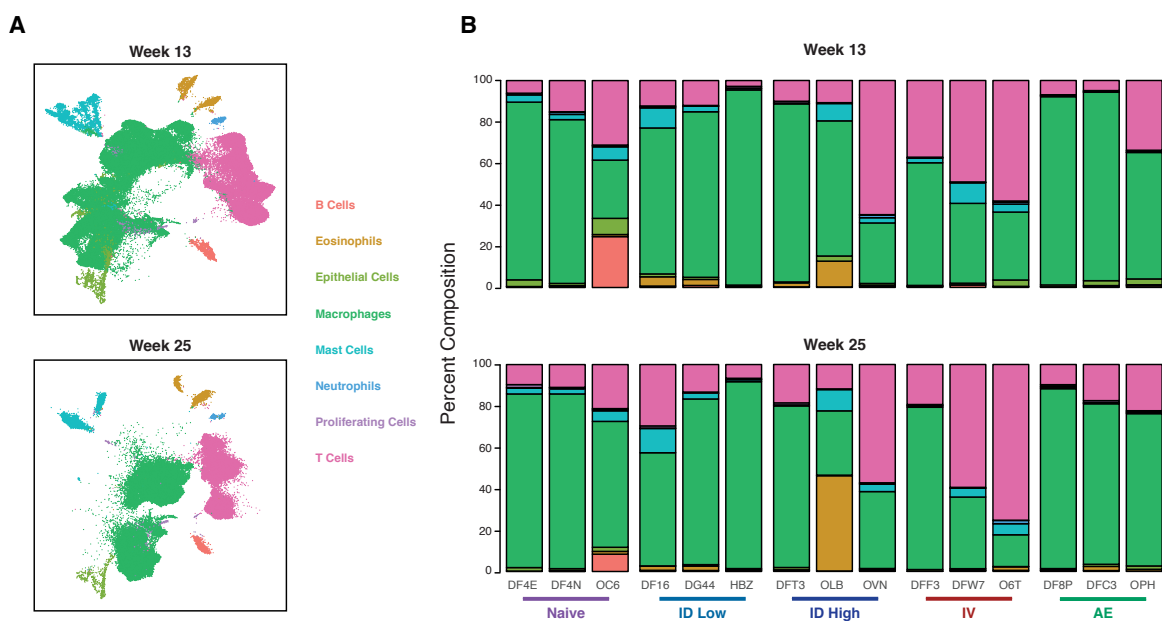 A
B
Week 13
Week 13
100
80
60
40
20
0
B Cells
Eosinophils
Epithelial Cells
Macrophages
Mast Cells
Neutrophils
Proliferating Cells
T Cells
Percent Composition
Week 25
Week 25
100
80
60
40
20
0
DF4E DF4N OC6 DF16 DG44 HBZ DFT3 OLB OVN DFF3 DFW7 O6T DF8P DFC3 OPH
Naive ID Low ID High IV AE